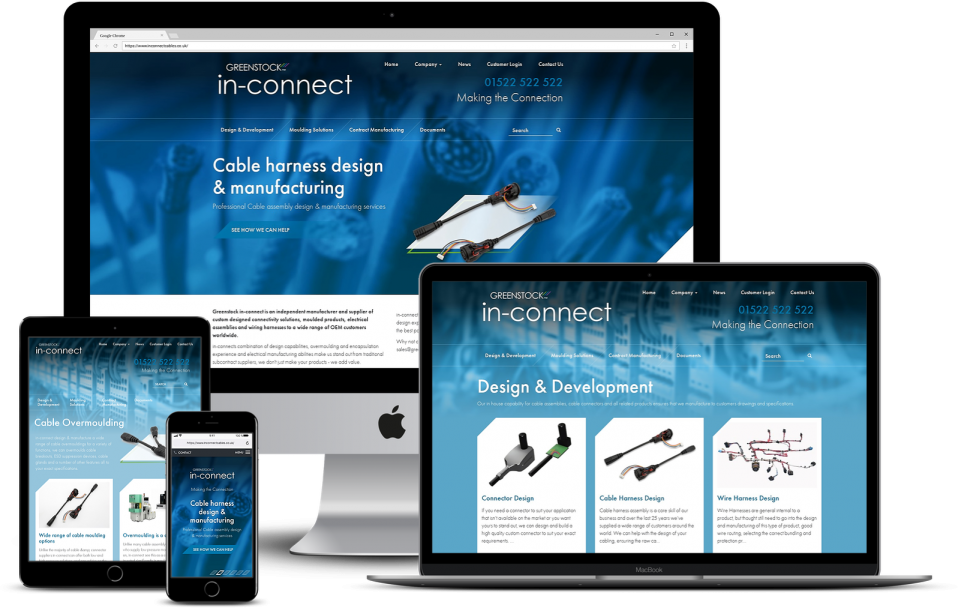 Google Chrome
GREENSTOCK
in-connect
Home Company News Customer Login Contact Us
01522 522 522
Making the Connection
Design & Development Moulding Solutions Contract Manufacturing Documents Search
Cable harness design
& manufacturing
Professional Cable assembly design & manufacturing services
SEE HOW WE CAN HELP
Greenstock in-connect is an independent manufacturer and supplier of
custom designed connectivity solutions, moulded products, electrical
assemblies and wiring harnesses to a wide range of OEM customers
worldwide.
in-connect's combination of design capabilities, overmoulding and encapsulation
experience and electrical manufacturing abilities make us stand out from traditional
subcontract suppliers, we don't just make your products - we add value.
in-connec
design exp
the best po
Why not c
sales@gre
GREENSTOCK
in-connect
Home Company News Customer Login Contact Us
01522 522 522
Making the Connection
Design & Development Moulding Solutions Contract Manufacturing Documents Search
Design & Development
Our in house capability for cable assemblies, cable connectors and all related products ensures that we manufacture to customers drawings and specifications
Connector Design
If you need a connector to suit your application
that isn't available on the market or you want
yours to stand out, we can design and build a
high quality custom connector to suit your exact
requirements. ...
Cable Harness Design
Cable harness assembly is a core skill of our
business and over the last 25 years we've
supplied a wide range of customers around the
world. We can help with the design of your
cabling, ensuring the raw ca...
Wire Harness Design
Wire Harnesses are general internal to a
product, but thought still need to go into the design
and manufacturing of this type of product, good
wire routing, selecting the correct bunding and
protection pr...
MacBook
GREENSTOCK
in-connect
Home Company News Customer Login Contact Us
01522 522 522
Making the Connection
Search
Design &
Development
Moulding
Solutions
Contract
Manufacturing
Documents
Cable Overmoulding
Wide range of cable moulding
options
Overmoulding is a
CONTACT MENU
GREENSTOCK
in-connect
Making the Connection
Cable harness
design &
manufacturing
Professional Cable assembly design
& manufacturing services
SEE HOW WE CAN HELP